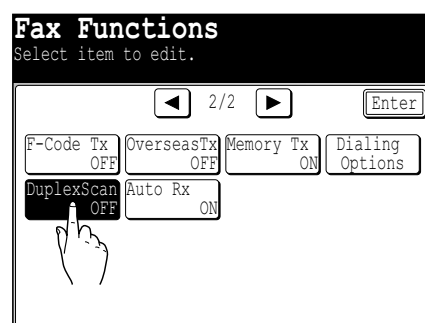 Fax Functions
Select item to edit.
2/2
Enter
F-Code Tx
OFF
OverseasTx
OFF
Memory Tx
ON
Dialing
Options
DuplexScan
OFF
Auto Rx
ON